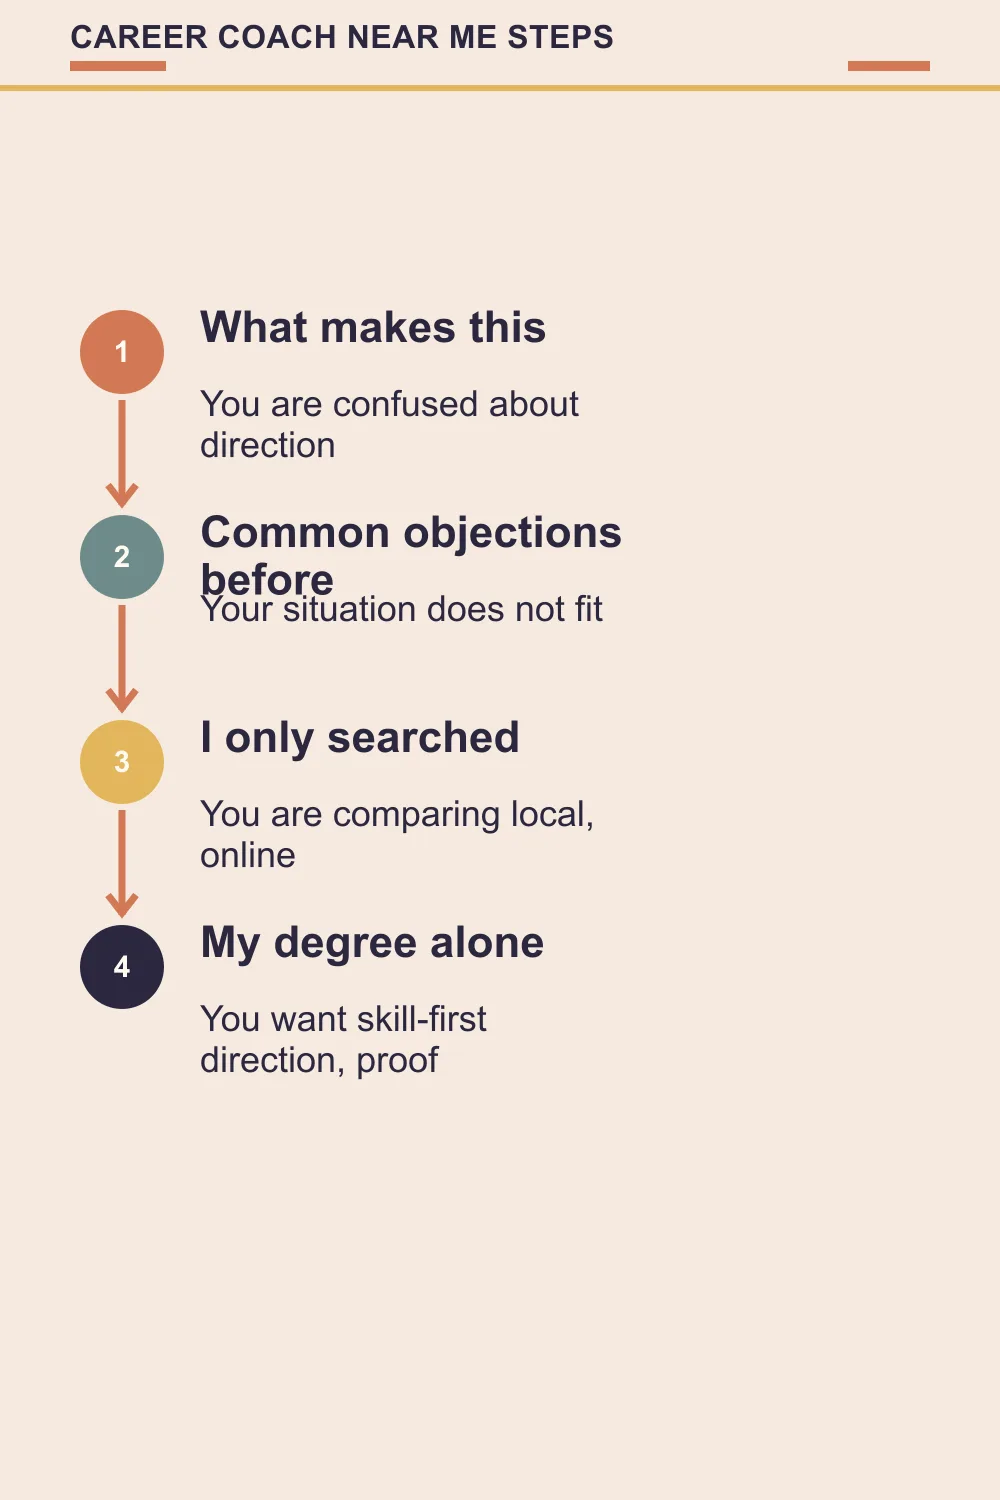 CAREER COACH NEAR ME STEPS
1
What makes this
You are confused about
direction
2
Common objections
before
Your situation does not fit
3
I only searched
You are comparing local,
online
4
My degree alone
You want skill-first
direction, proof